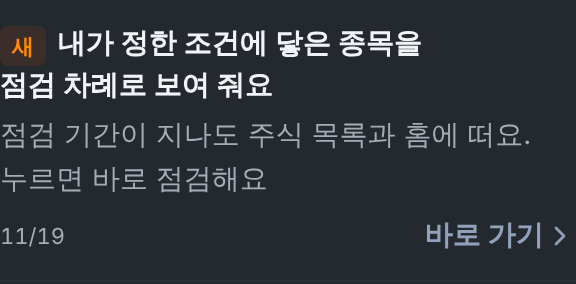 새 내가 정한 조건에 닿은 종목을
점검 차례로 보여 줘요
점검 기간이 지나도 주식 목록과 홈에 떠요.
누르면 바로 점검해요
11/19 바로 가기